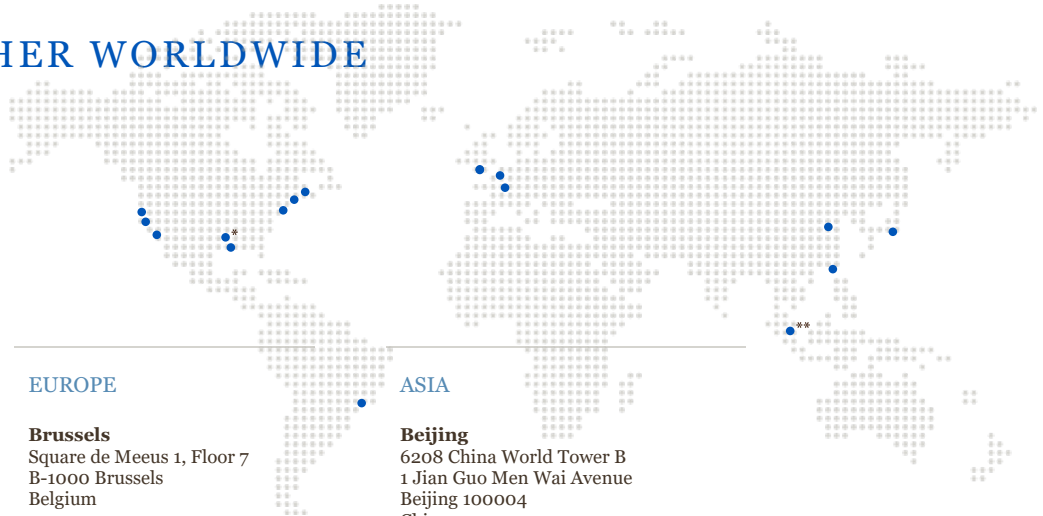 HER WORLDWIDE
*
**
EUROPE
Brussels
Square de Meeus 1, Floor 7
B-1000 Brussels
Belgium
ASIA
Beijing
6208 China World Tower B
1 Jian Guo Men Wai Avenue
Beijing 100004